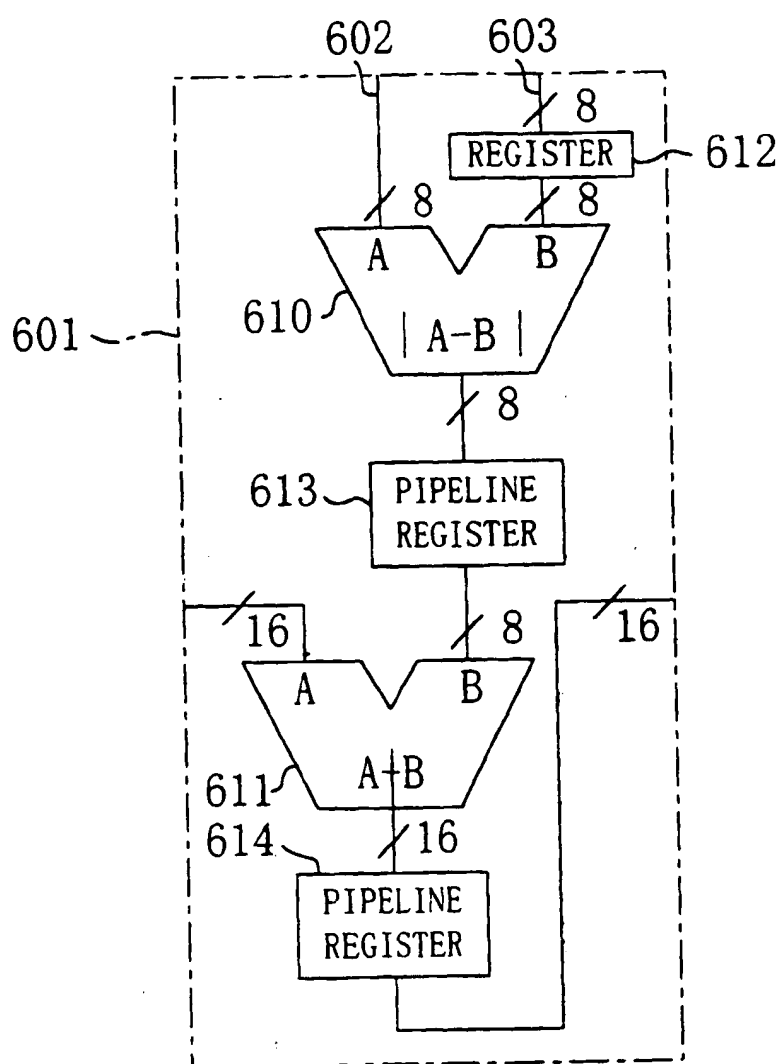 602
603
8
REGISTER
612
8
8
A
B
610
| A-B |
601
8
613
PIPELINE
REGISTER
16
8
16
A
B
A+B
611
16
614
PIPELINE
REGISTER